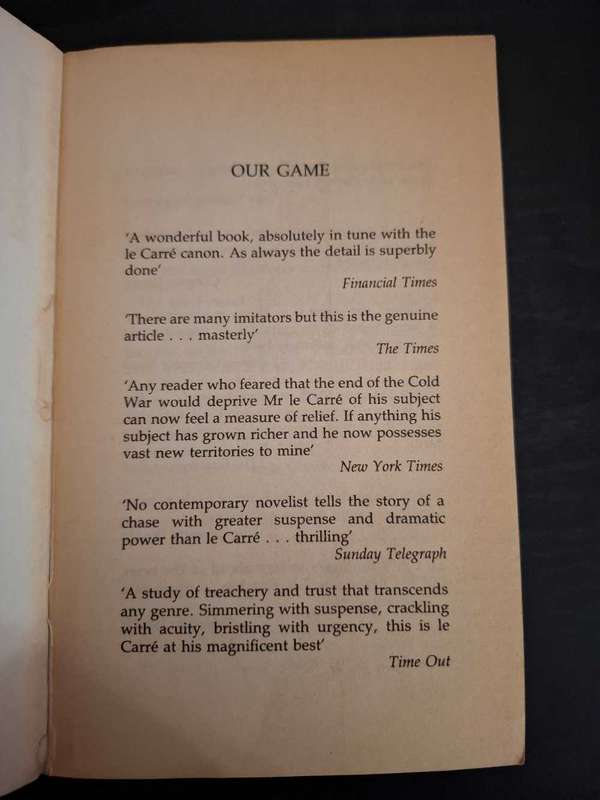 OUR GAME
‘A wonderful book, absolutely in tune with the
le Carré canon. As always the detail is superbly
done’
Financial Times
‘There are many imitators but this is the genuine
article . . . masterly’
The Times
‘Any reader who feared that the end of the Cold
War would deprive Mr le Carré of his subject
can now feel a measure of relief. If anything his
subject has grown richer and he now possesses
vast new territories to mine’
New York Times
‘No contemporary novelist tells the story of a
chase with greater suspense and dramatic
power than le Carré . . . thrilling’
Sunday Telegraph
‘A study of treachery and trust that transcends
any genre. Simmering with suspense, crackling
with acuity, bristling with urgency, this is le
Carré at his magnificent best’
Time Out